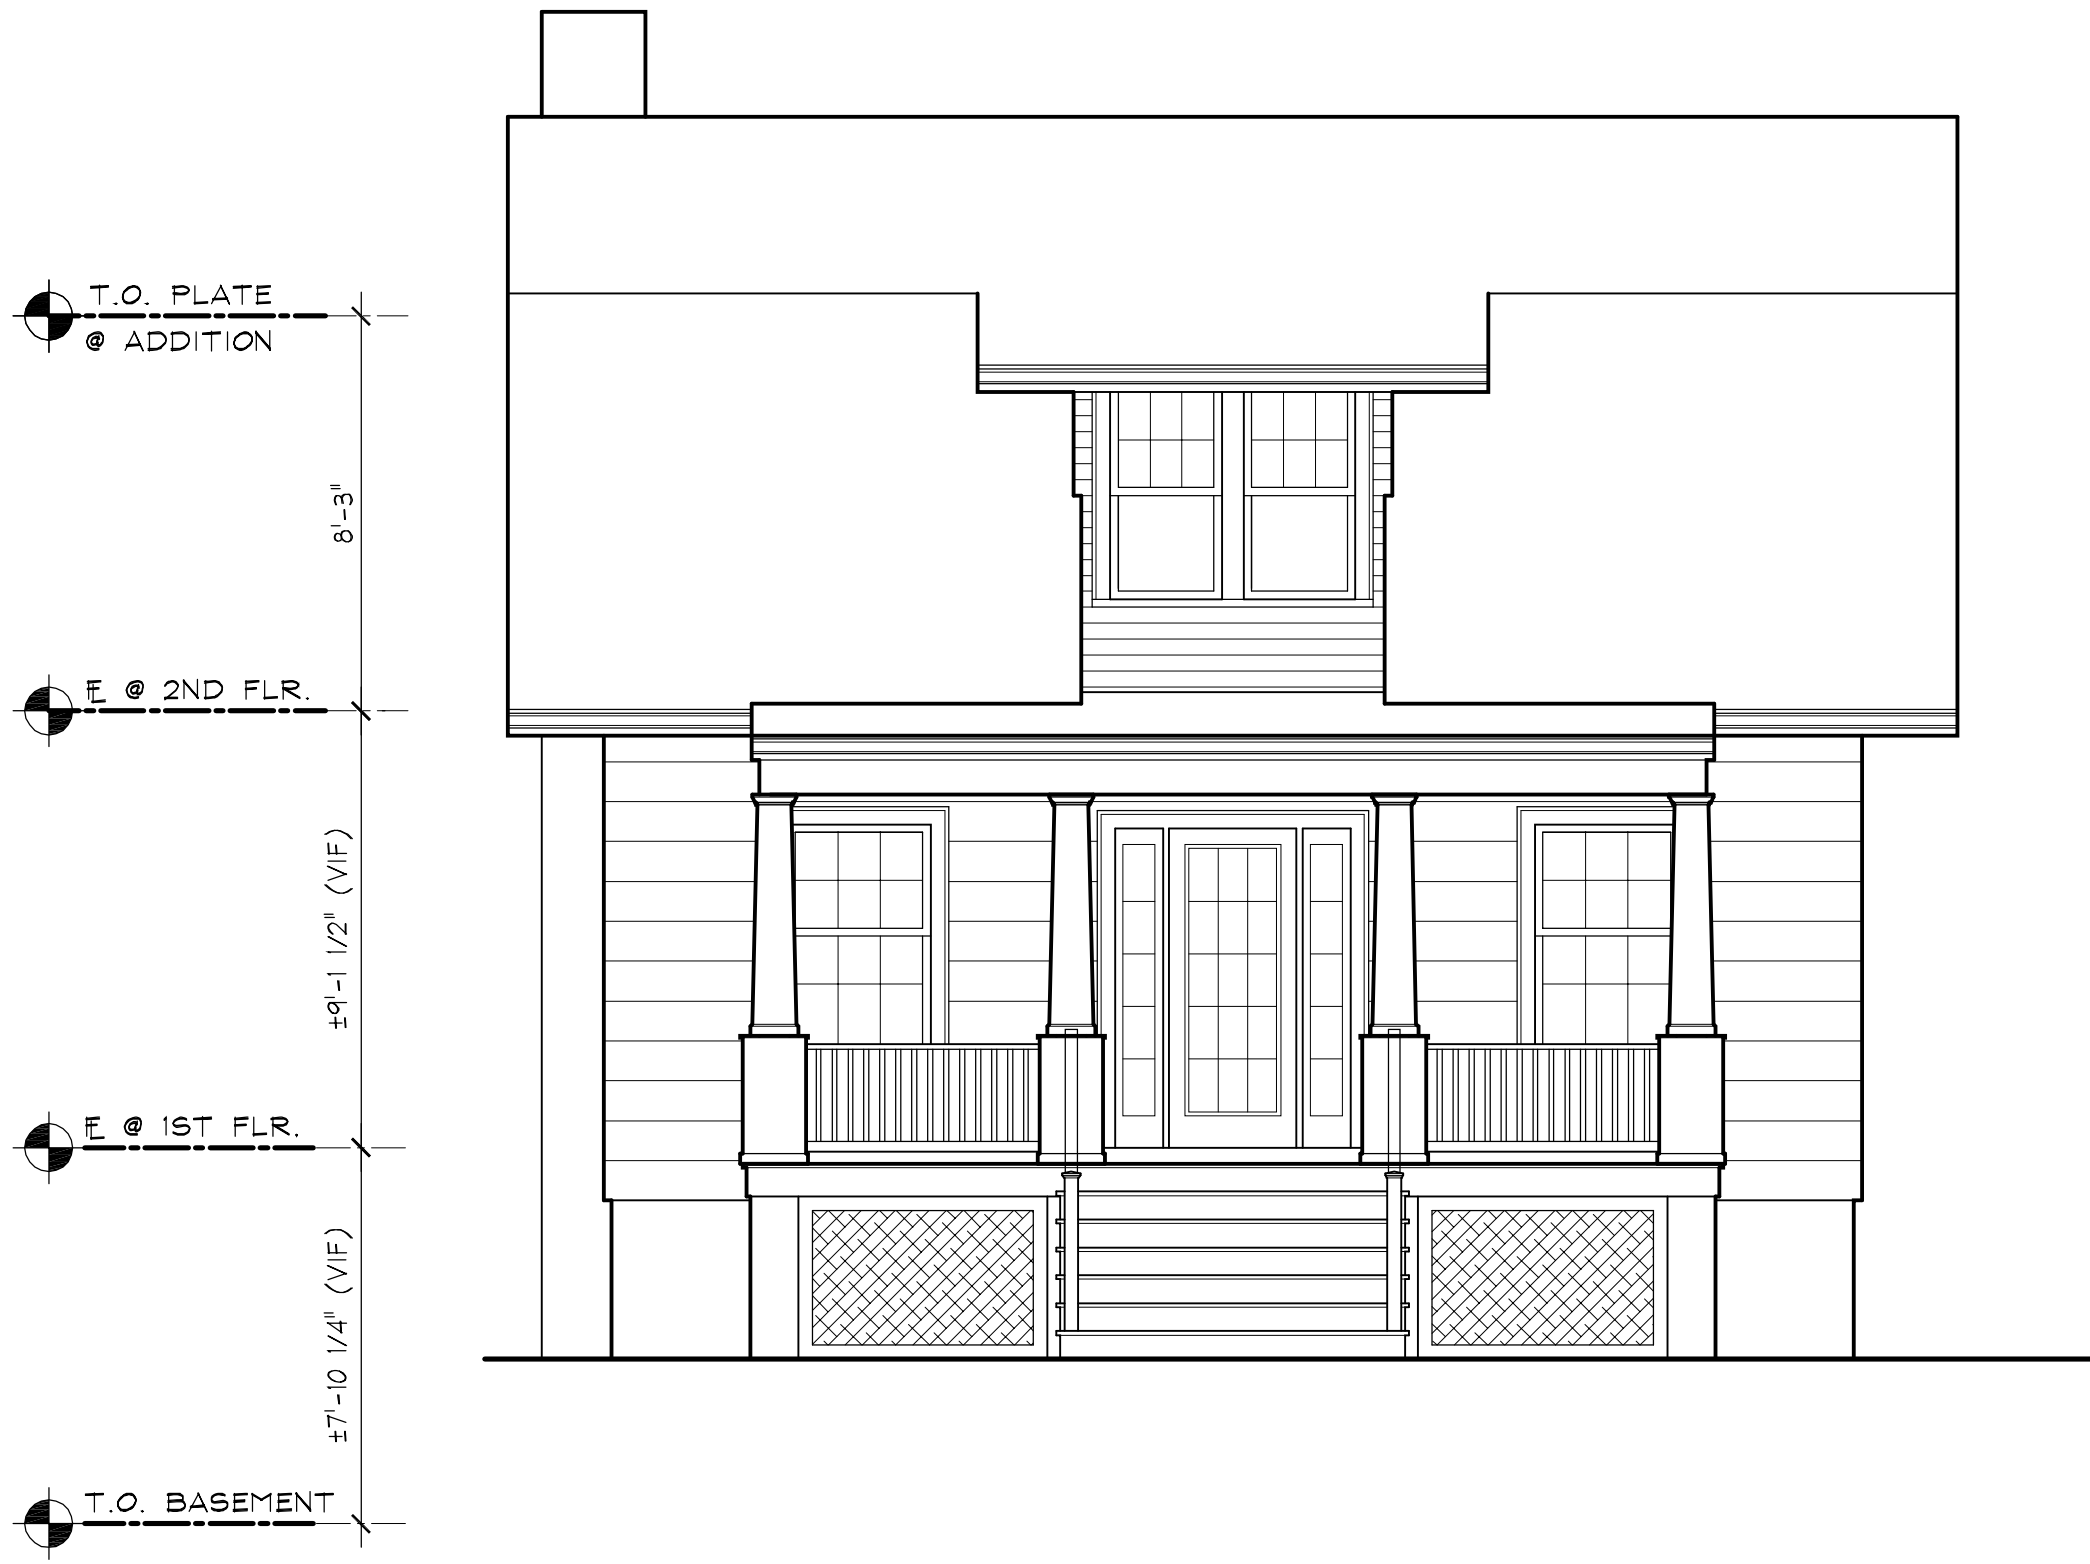 T.O. PLATE
@ ADDITION
8'-3"
E @ 2ND FLR.
±9'-1 1/2" (VIF)
E @ 1ST FLR.
±7'-10 1/4" (VIF)
T.O. BASEMENT